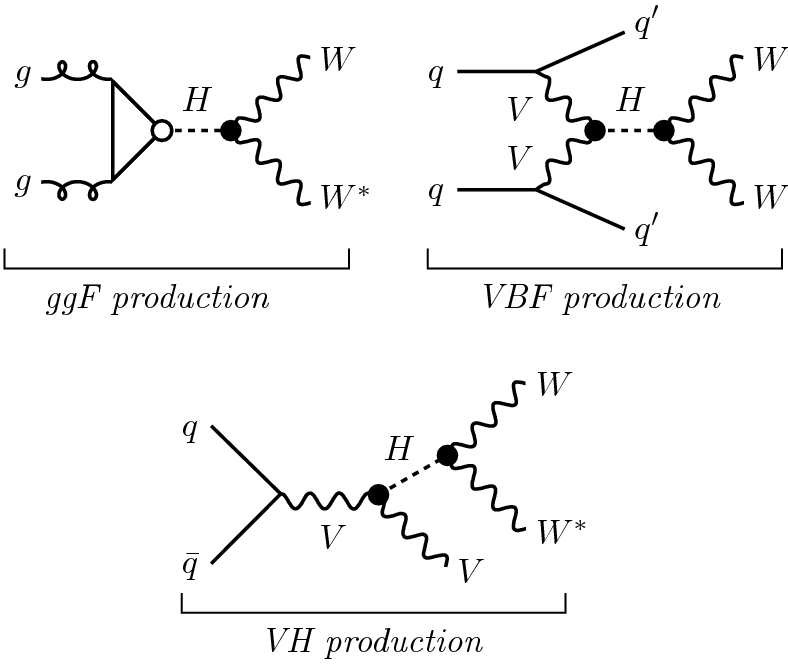 g
H
W
g
W*
ggF production
q
q′
V
H
W
V
q
W
q′
VBF production
q
H
W
V
q̄
W*
V
VH production